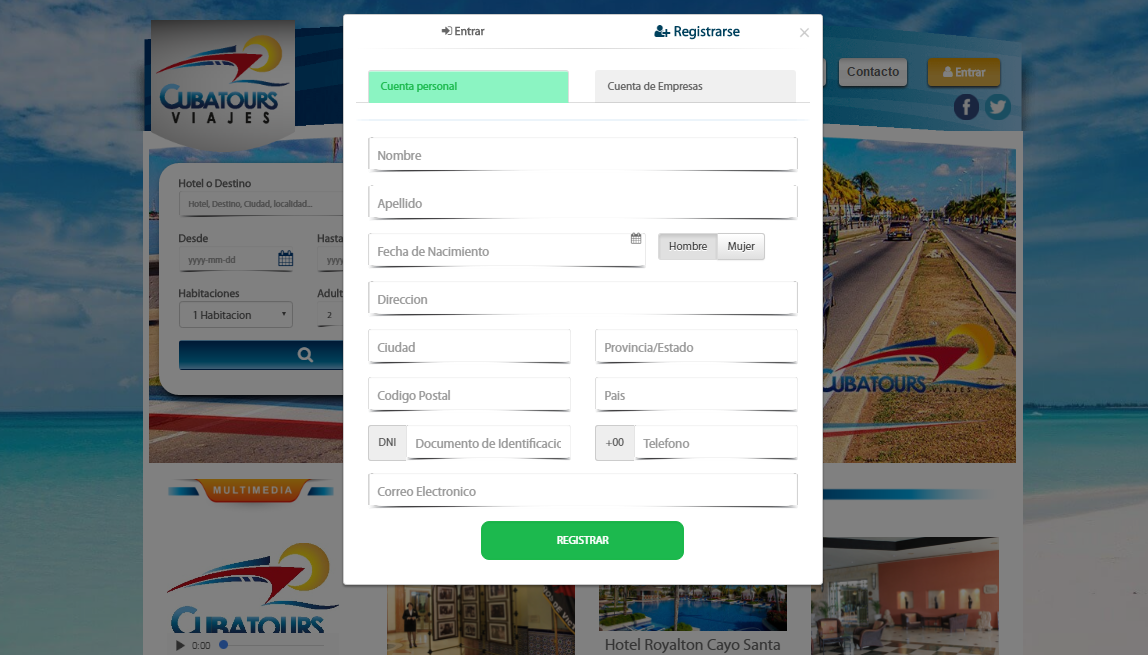 Entrar
Registrarse
×
Cuenta personal
Cuenta de Empresas
Nombre
Apellido
Fecha de Nacimiento
Hombre
Mujer
Direccion
Ciudad
Provincia/Estado
Codigo Postal
Pais
DNI
Documento de Identificacic
+00
Telefono
Correo Electronico
REGISTRAR
CUBATOURS
VIAJES
Contacto
Entrar
Hotel o Destino
Hotel, Destino, Ciudad, localidad...
Desde
Hasta
yyyy-mm-dd
yyyy
Habitaciones
Adult
1 Habitacion
2
CUBATOURS
VIAJES
MULTIMEDIA
CUBATOURS
0:00
Hotel Royalton Cayo Santa